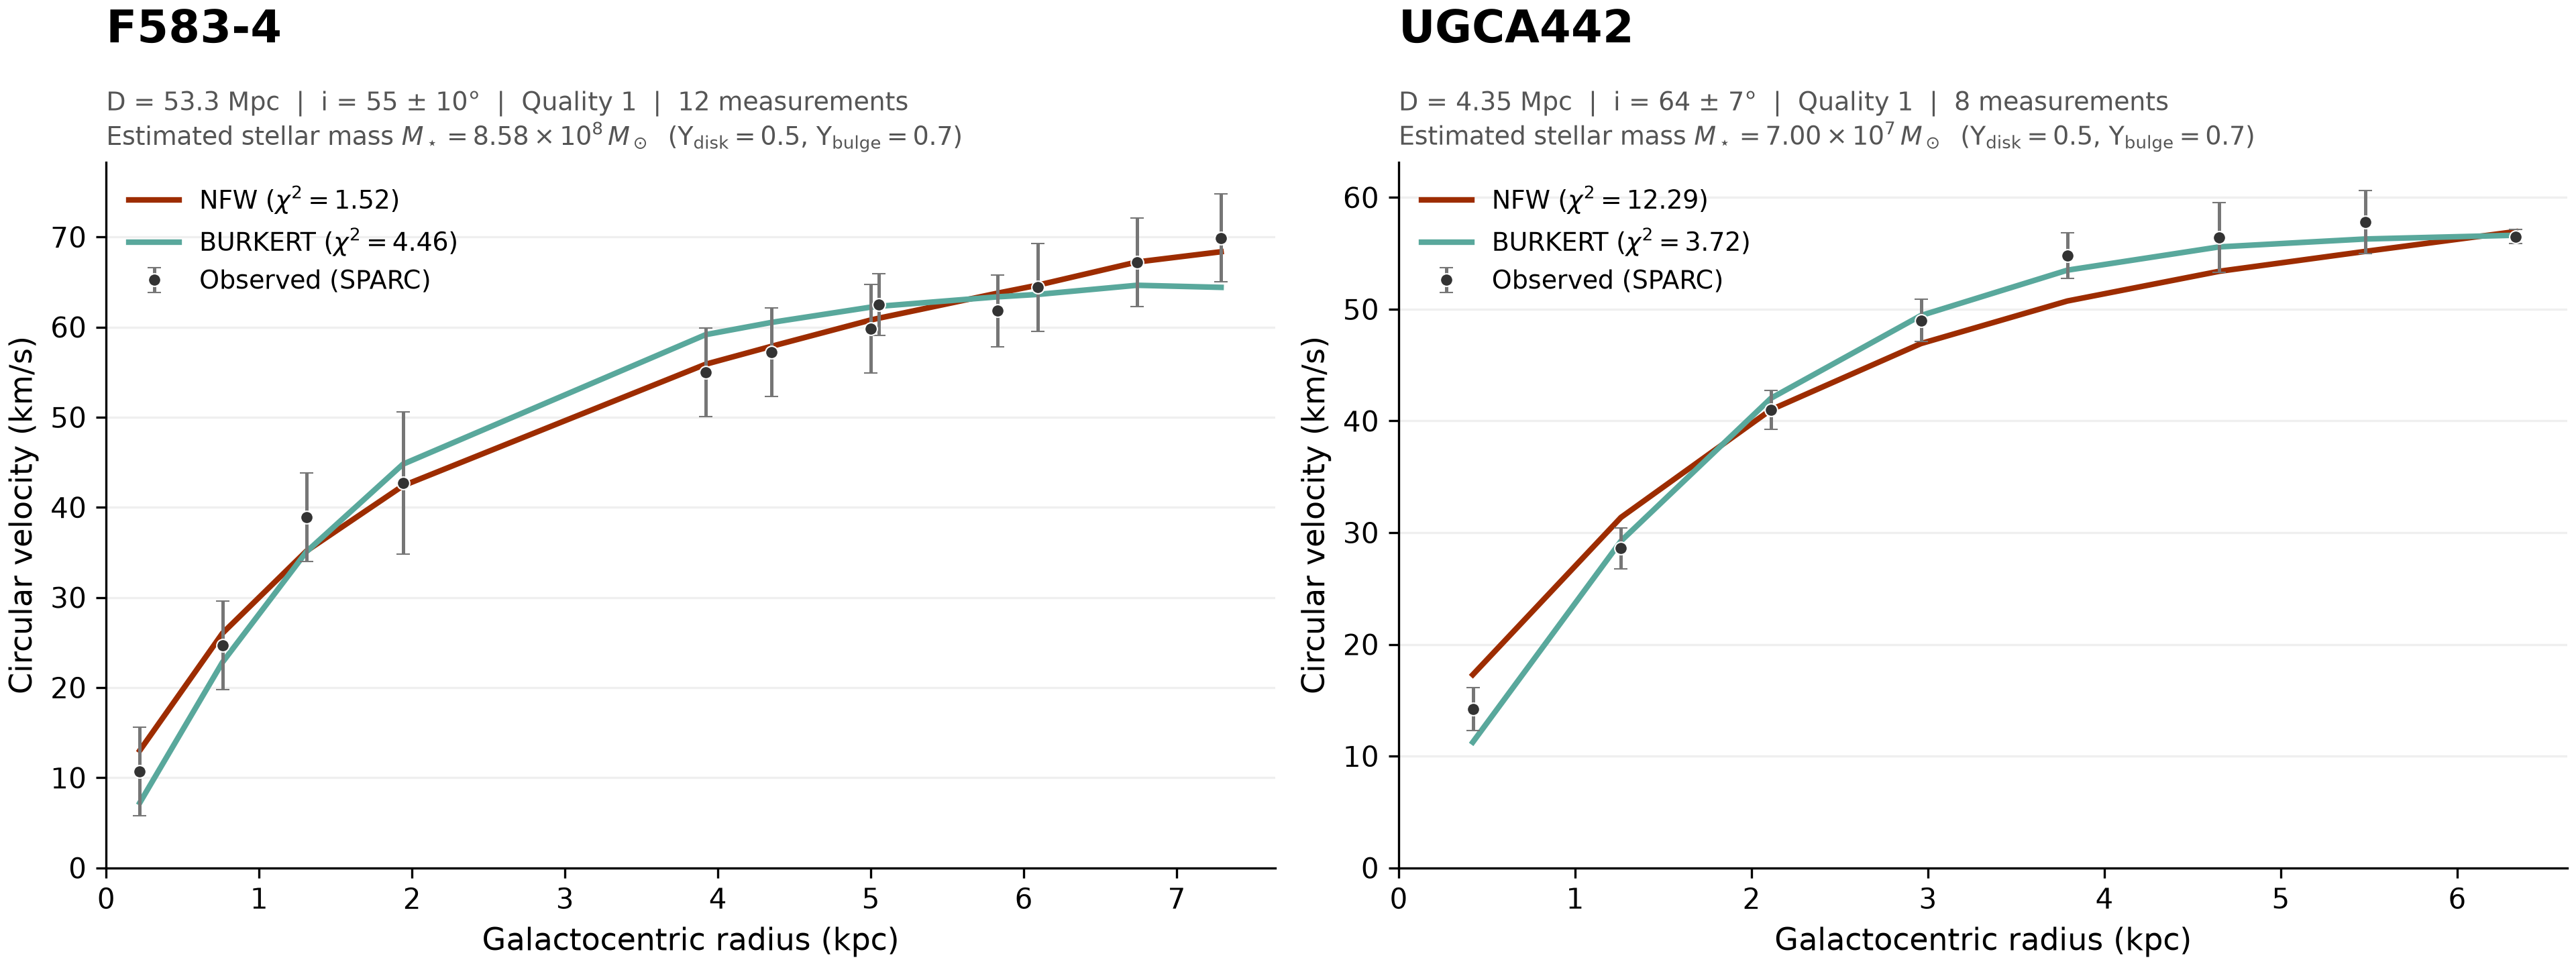 F583-4
D = 53.3 Mpc | i = 55 ± 10° | Quality 1 | 12 measurements
Estimated stellar mass M⋆ = 8.58 × 10⁸ M⊙ (Υdisk = 0.5, Υbulge = 0.7)
NFW (χ² = 1.52)
BURKERT (χ² = 4.46)
Observed (SPARC)
Circular velocity (km/s)
70
60
50
40
30
20
10
0
0 1 2 3 4 5 6 7
Galactocentric radius (kpc)
UGCA442
D = 4.35 Mpc | i = 64 ± 7° | Quality 1 | 8 measurements
Estimated stellar mass M⋆ = 7.00 × 10⁷ M⊙ (Υdisk = 0.5, Υbulge = 0.7)
NFW (χ² = 12.29)
BURKERT (χ² = 3.72)
Observed (SPARC)
Circular velocity (km/s)
60
50
40
30
20
10
0
0 1 2 3 4 5 6
Galactocentric radius (kpc)